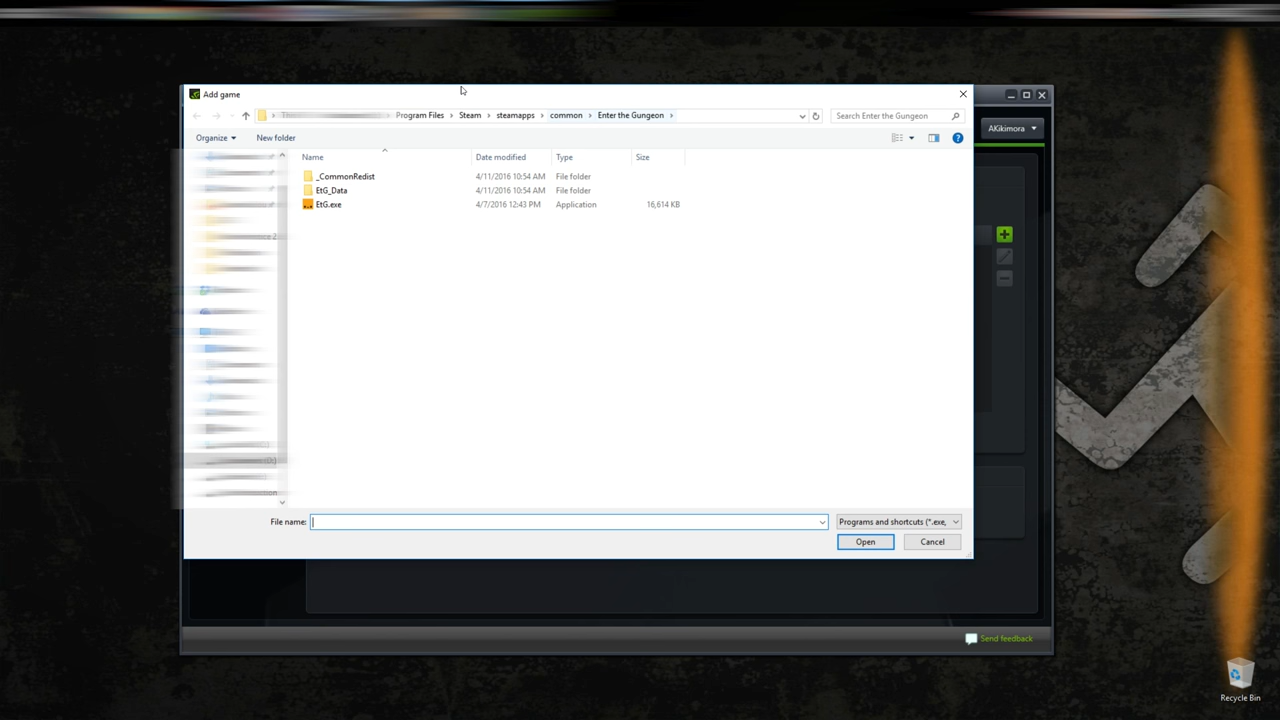 Add game
Program Files > Steam > steamapps > common > Enter the Gungeon >
Search Enter the Gungeon
Organize
New folder
AKikimora
Name Date modified Type Size
_CommonRedist 4/11/2016 10:54 AM File folder
EtG_Data 4/11/2016 10:54 AM File folder
EtG.exe 4/7/2016 12:43 PM Application 16,614 KB
File name:
Programs and shortcuts (*.exe,
Open
Cancel
Send feedback
Recycle Bin